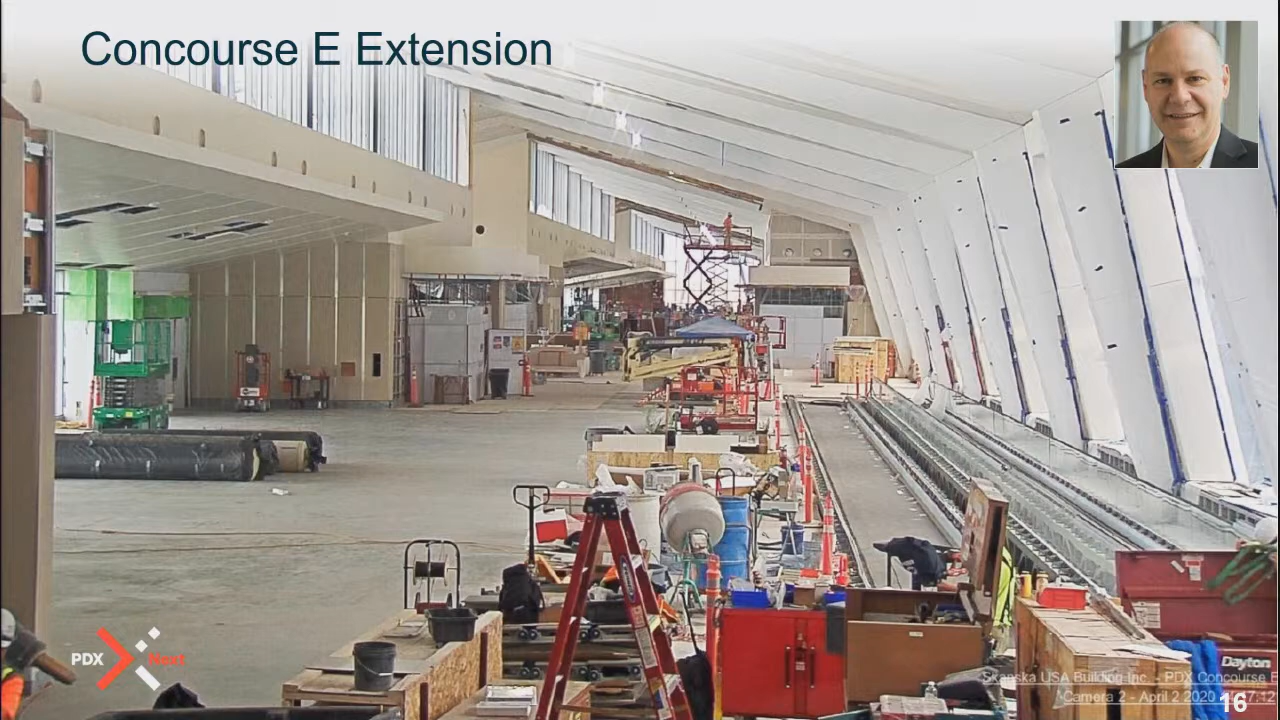 Concourse E Extension
PDX Next
Dayton
Skanska USA Building Inc. - PDX Concourse E
Camera 2 - April 2 2020
16